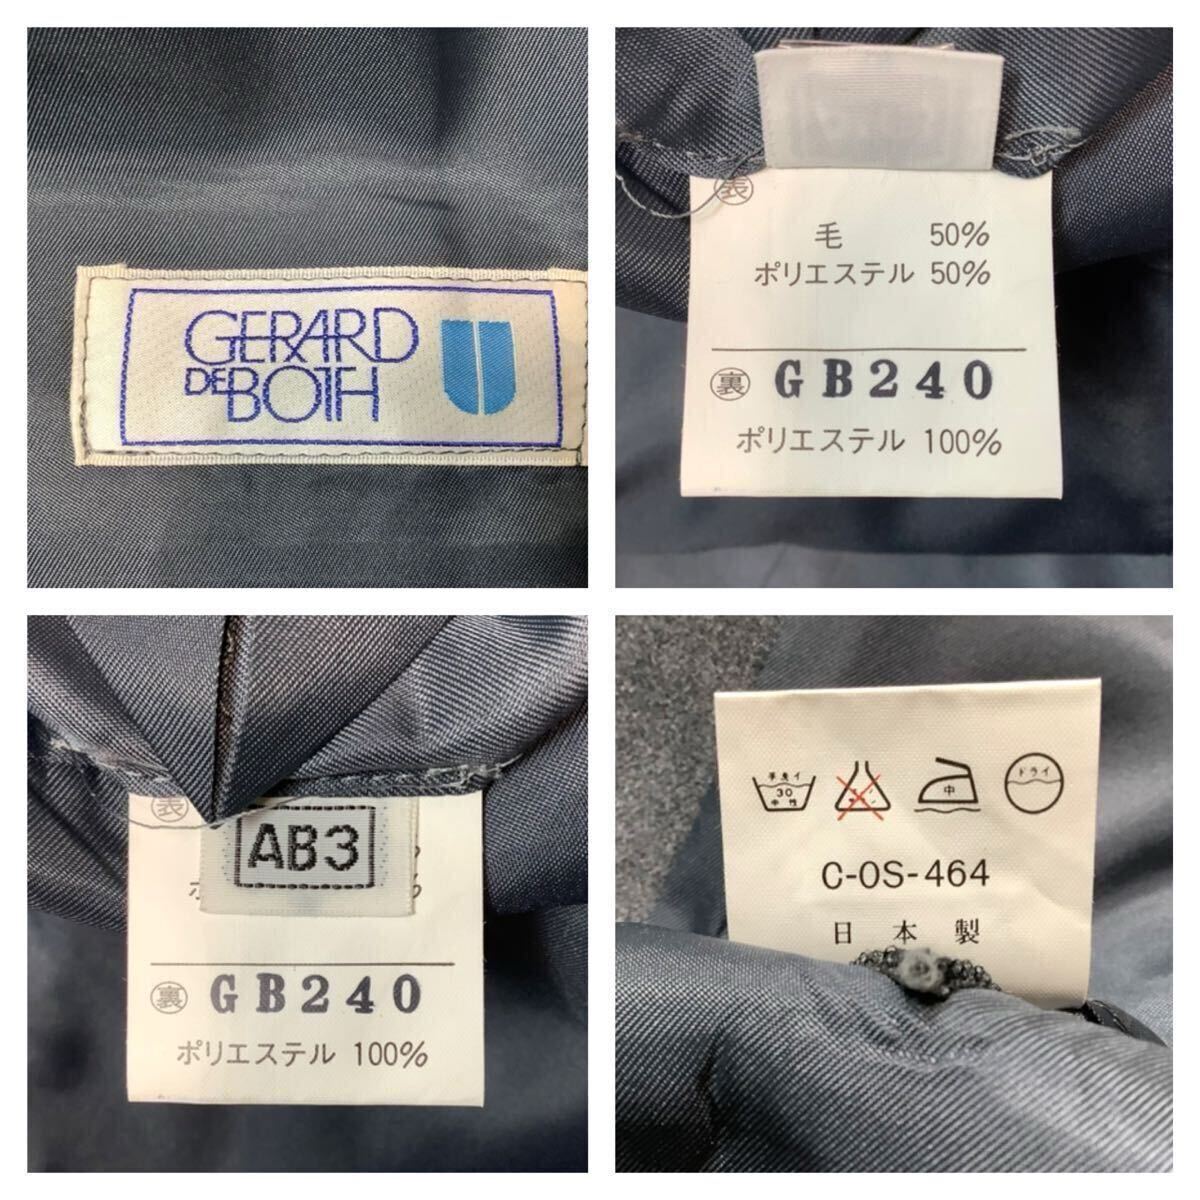 GERARD
DE BOTH
表
毛 50%
ポリエステル 50%
裏 GB240
ポリエステル 100%
表
AB3
裏 GB240
ポリエステル 100%
手洗イ
30
中性
中
ドライ
C-OS-464
日本製